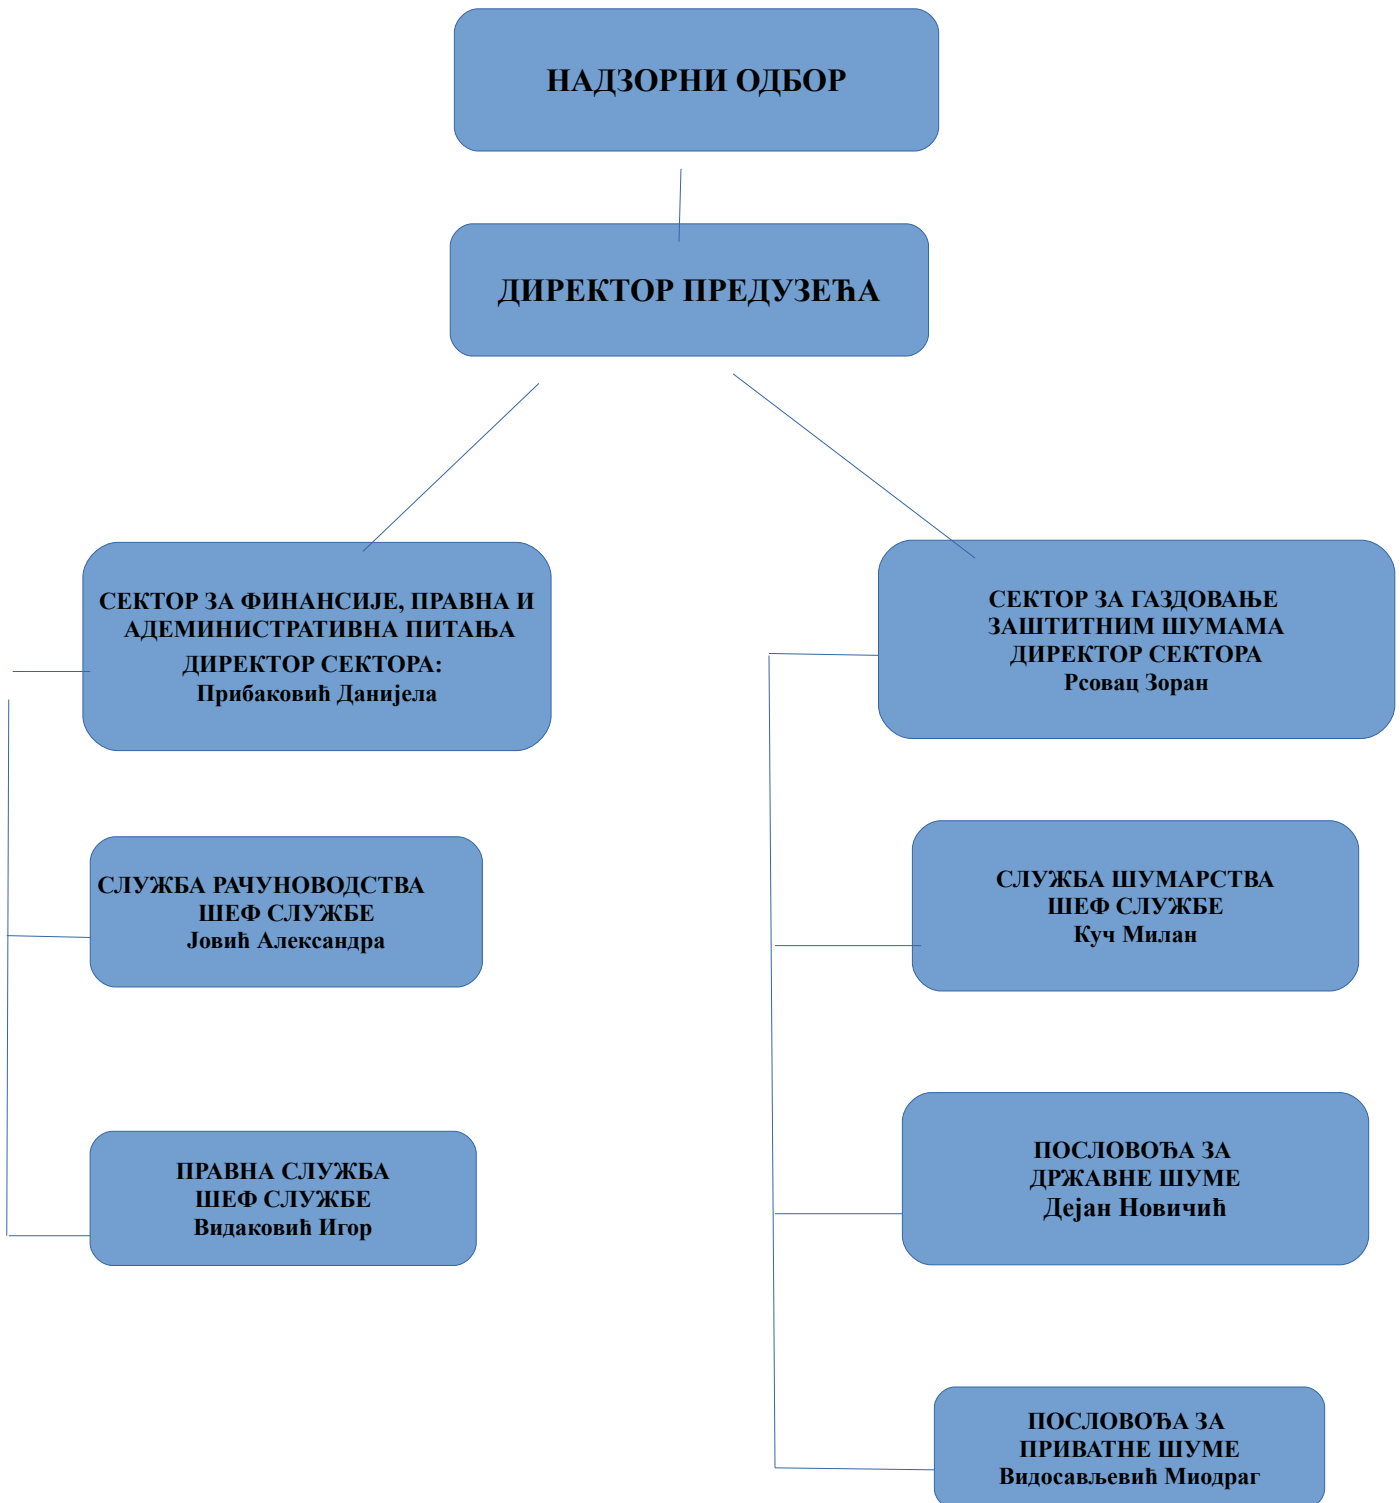 НАДЗОРНИ ОДБОР
ДИРЕКТОР ПРЕДУЗЕЋА
СЕКТОР ЗА ФИНАНСИЈЕ, ПРАВНА И
АДЕМИНИСТРАТИВНА ПИТАЊА
ДИРЕКТОР СЕКТОРА:
Прибаковић Данијела
СЛУЖБА РАЧУНОВОДСТВА
ШЕФ СЛУЖБЕ
Јовић Александра
ПРАВНА СЛУЖБА
ШЕФ СЛУЖБЕ
Видаковић Игор
СЕКТОР ЗА ГАЗДОВАЊЕ
ЗАШТИТНИМ ШУМАМА
ДИРЕКТОР СЕКТОРА
Рсовац Зоран
СЛУЖБА ШУМАРСТВА
ШЕФ СЛУЖБЕ
Куч Милан
ПОСЛОВОЂА ЗА
ДРЖАВНЕ ШУМЕ
Дејан Новичић
ПОСЛОВОЂА ЗА
ПРИВАТНЕ ШУМЕ
Видосављевић Миодраг